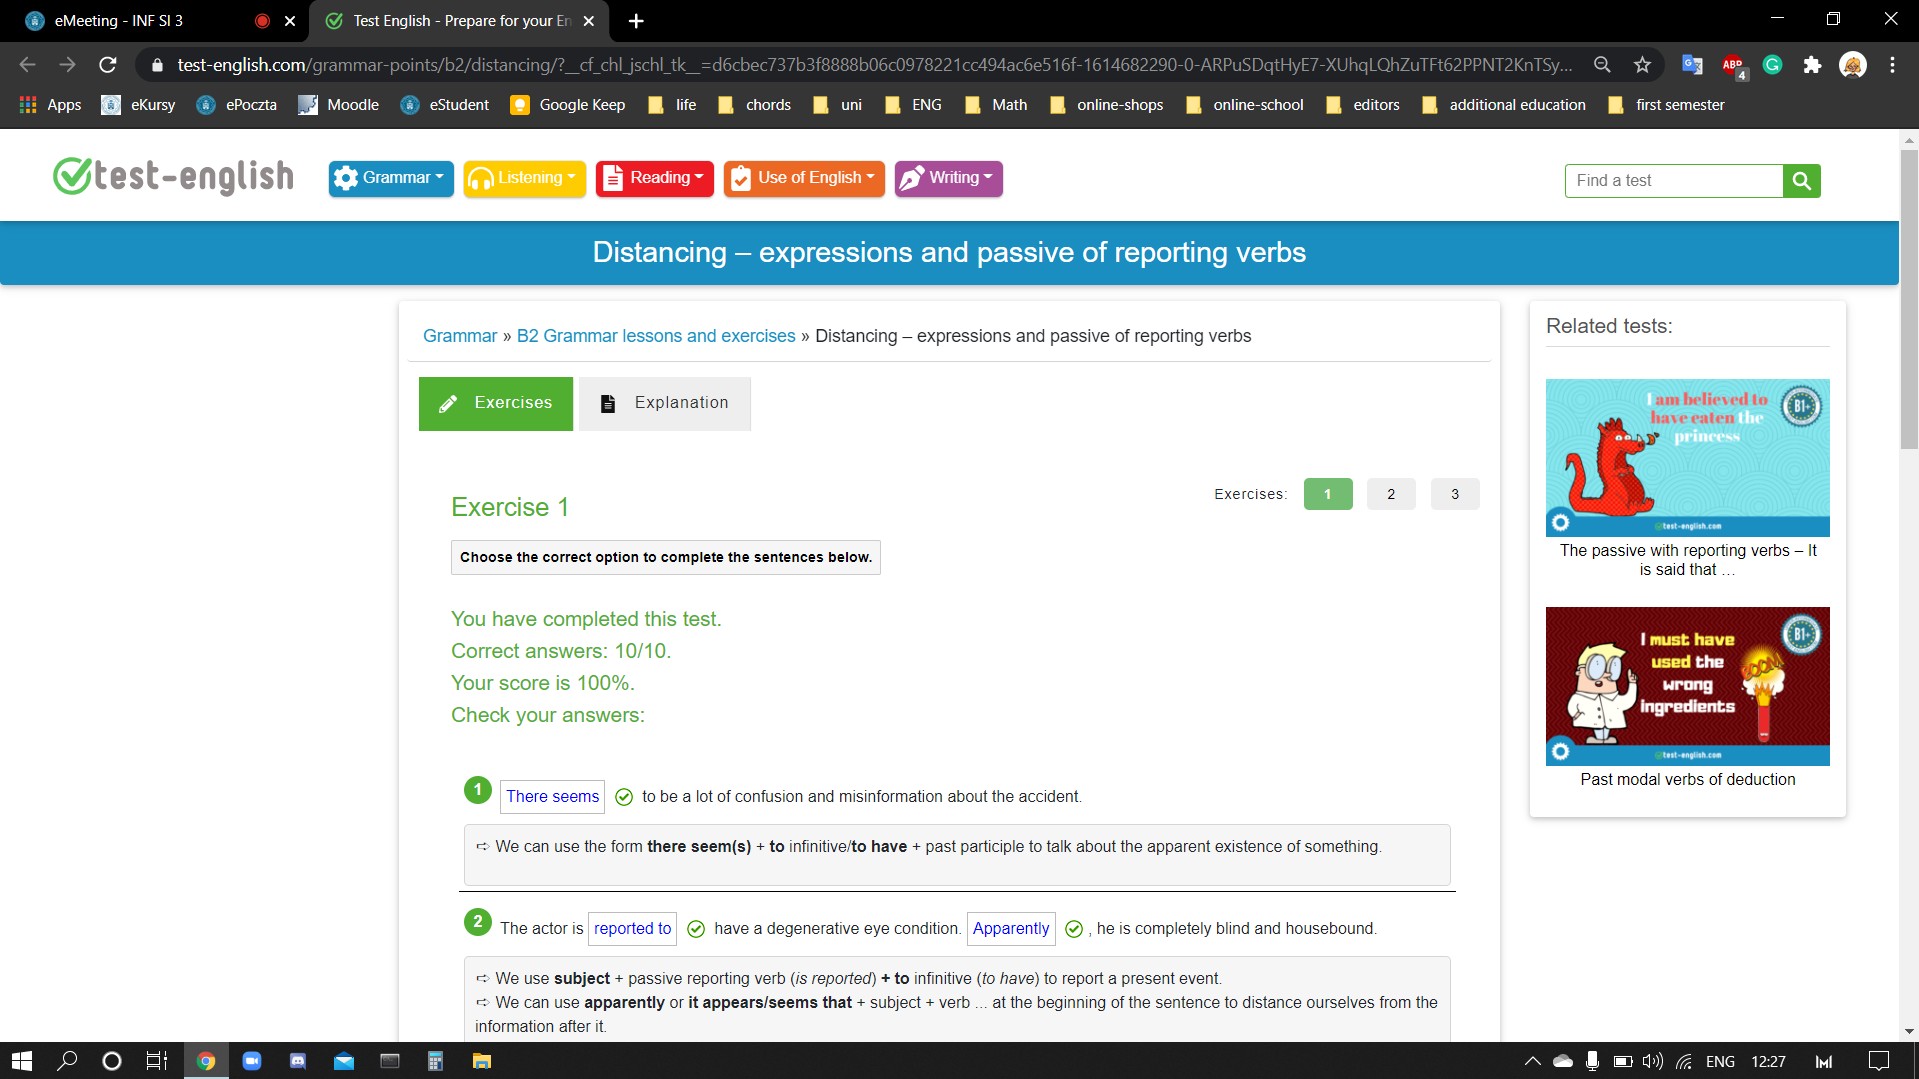 eMeeting - INF SI 3
Test English - Prepare for your En
test-english.com/grammar-points/b2/distancing/?__cf_chl_jschl_tk__=d6cbec737b3f8888b06c0978221cc494ac6e516f-1614682290-0-ARPuSDqtHyE7-XUhqLQhZuTFt62PPNT2KnTSy...
ABP
4
Apps
eKursy
ePoczta
Moodle
eStudent
Google Keep
life
chords
uni
ENG
Math
online-shops
online-school
editors
additional education
first semester
test-english
Grammar
Listening
Reading
Use of English
Writing
Find a test
Distancing – expressions and passive of reporting verbs
Grammar » B2 Grammar lessons and exercises » Distancing – expressions and passive of reporting verbs
Exercises
Explanation
Exercises: 1 2 3
Exercise 1
Choose the correct option to complete the sentences below.
You have completed this test.
Correct answers: 10/10.
Your score is 100%.
Check your answers:
1 There seems to be a lot of confusion and misinformation about the accident.
➪ We can use the form there seem(s) + to infinitive/to have + past participle to talk about the apparent existence of something.
2 The actor is reported to have a degenerative eye condition. Apparently , he is completely blind and housebound.
➪ We use subject + passive reporting verb (is reported) + to infinitive (to have) to report a present event.
➪ We can use apparently or it appears/seems that + subject + verb ... at the beginning of the sentence to distance ourselves from the
information after it.
Related tests:
I am believed to
have eaten the
princess
B1+
test-english.com
The passive with reporting verbs – It
is said that …
I must have
used the
wrong
ingredients
BOOM
B1+
test-english.com
Past modal verbs of deduction
ENG
12:27